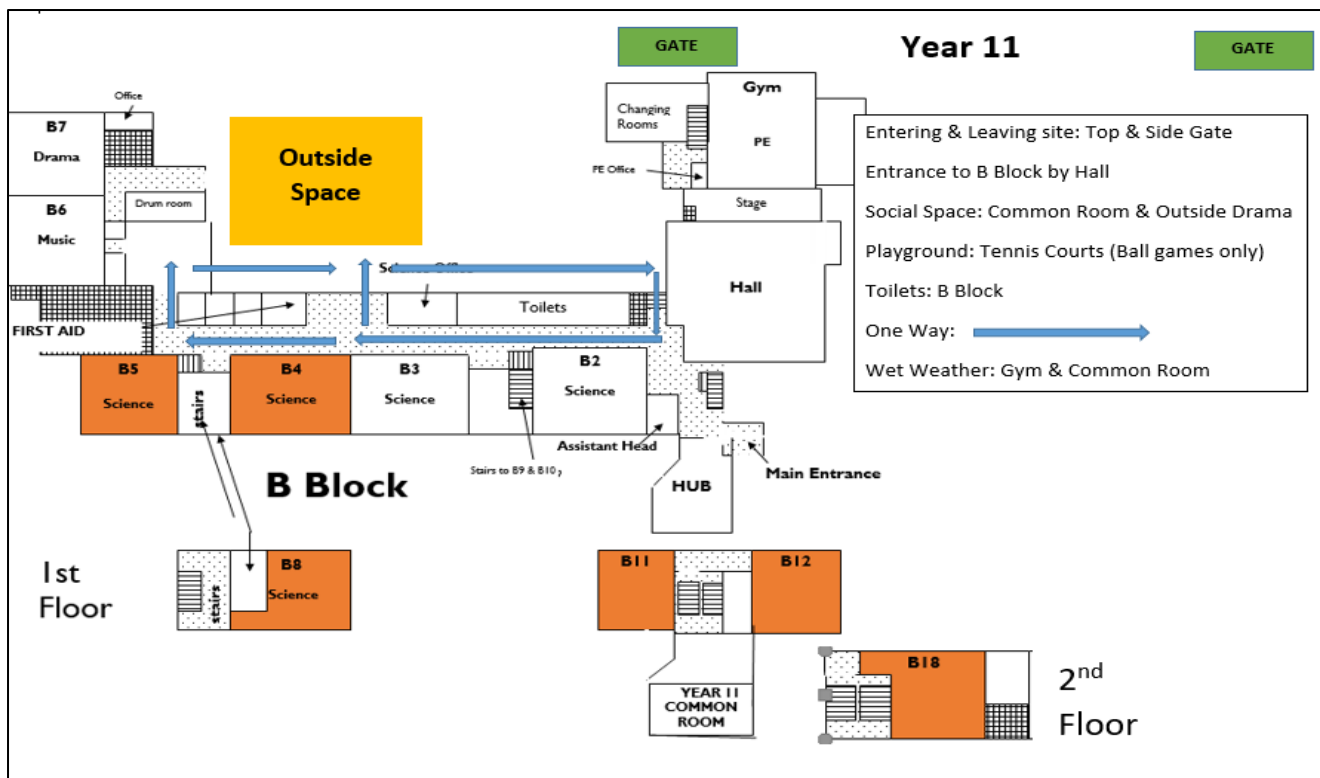 GATE
Year 11
GATE
Office
B7
Drama
Outside
Space
Changing
Rooms
Gym
PE
PE Office
Entering & Leaving site: Top & Side Gate
Entrance to B Block by Hall
Social Space: Common Room & Outside Drama
Playground: Tennis Courts (Ball games only)
Toilets: B Block
One Way:
Wet Weather: Gym & Common Room
B6
Music
Drum room
Stage
Hall
Science Office
Toilets
FIRST AID
B5
Science
stairs
B4
Science
B3
Science
B2
Science
Assistant Head
Stairs to B9 & B10
Main Entrance
HUB
B Block
1st
Floor
B8
Science
stairs
B11
B12
YEAR 11
COMMON
ROOM
B18
2nd
Floor